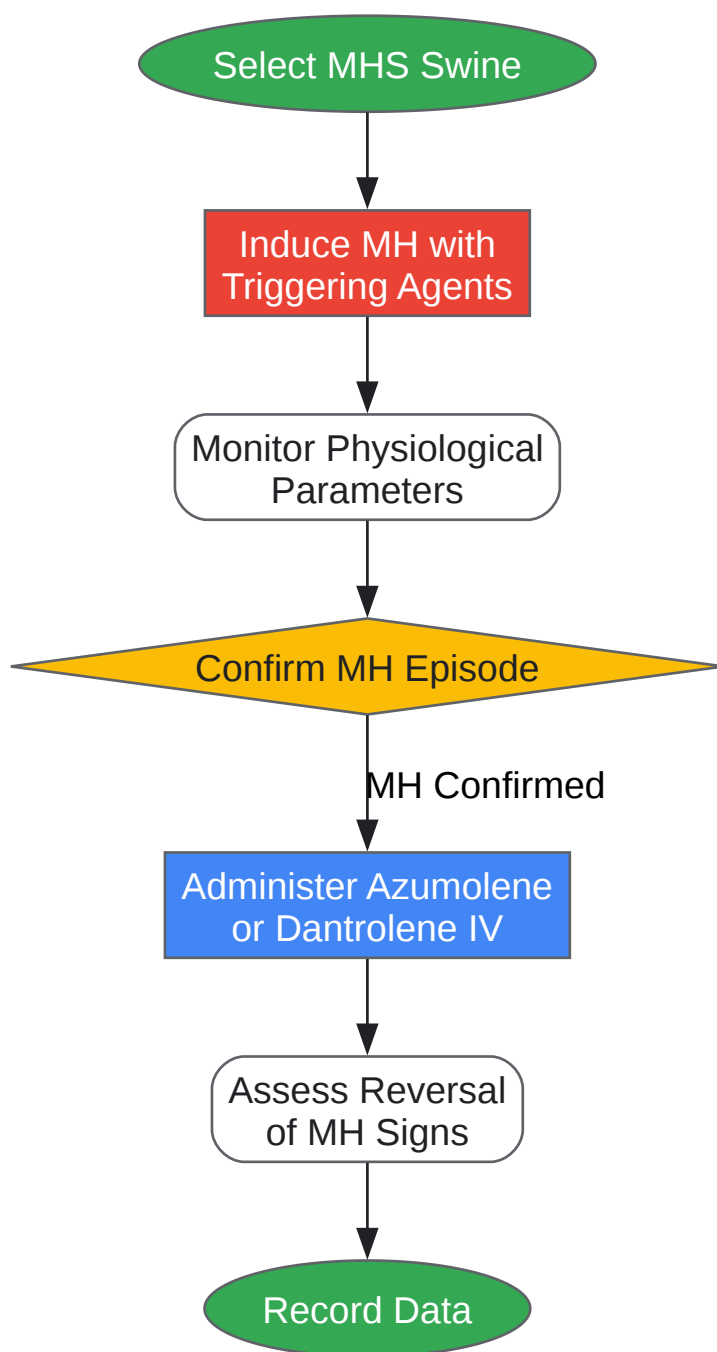 Select MHS Swine
Induce MH with
Triggering Agents
Monitor Physiological
Parameters
Confirm MH Episode
MH Confirmed
Administer Azumolene
or Dantrolene IV
Assess Reversal
of MH Signs
Record Data